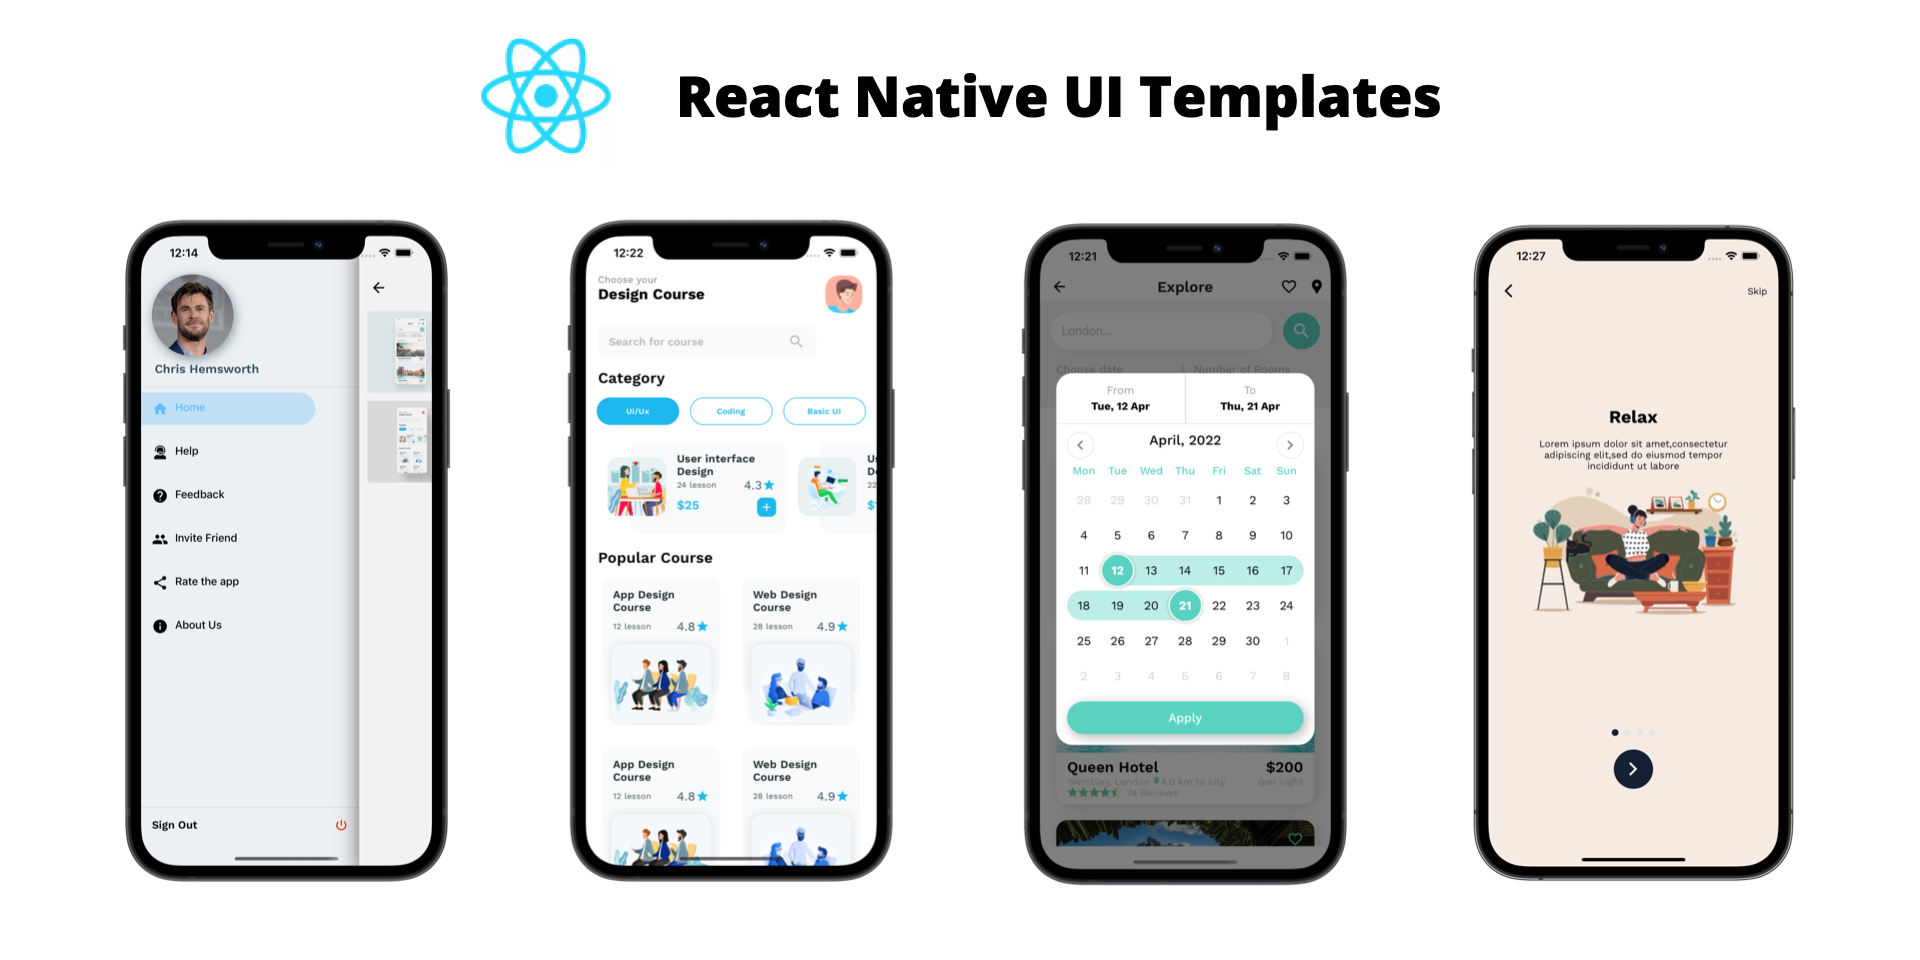 React Native UI Templates
12:14
Chris Hemsworth
Home
Help
Feedback
Invite Friend
Rate the app
About Us
Sign Out
12:22
Choose your
Design Course
Search for course
Category
UI/Ux
Coding
Basic UI
User interface
Design
24 lesson
4.3
$25
Popular Course
App Design
Course
12 lesson
4.8
Web Design
Course
28 lesson
4.9
App Design
Course
12 lesson
4.8
Web Design
Course
28 lesson
4.9
12:21
Explore
London...
Choose date
Number of Rooms
From
Tue, 12 Apr
To
Thu, 21 Apr
April, 2022
Mon Tue Wed Thu Fri Sat Sun
28 29 30 31 1 2 3
4 5 6 7 8 9 10
11 12 13 14 15 16 17
18 19 20 21 22 23 24
25 26 27 28 29 30 1
2 3 4 5 6 7 8
Apply
Queen Hotel
$200
Wembley, London 4.0 km to city
/per night
74 Reviews
12:27
Skip
Relax
Lorem ipsum dolor sit amet,consectetur
adipiscing elit,sed do eiusmod tempor
incididunt ut labore